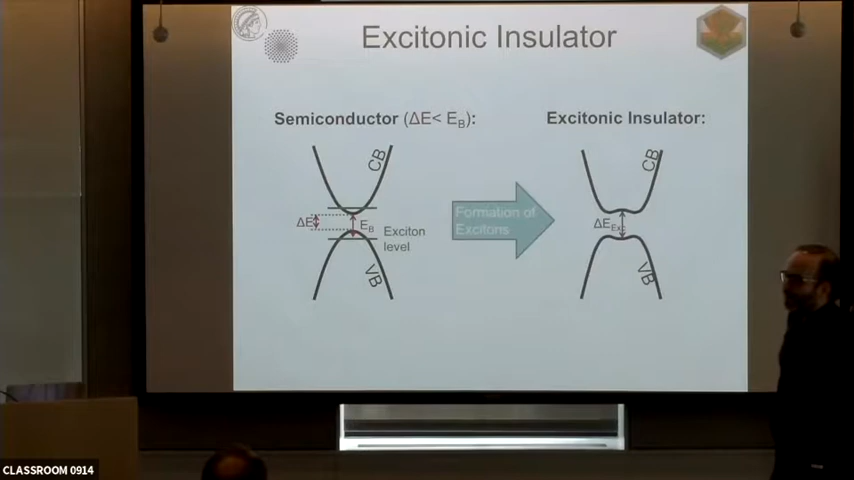 Excitonic Insulator
Semiconductor (ΔE< E_B):
CB
ΔE
E_B
Exciton
level
VB
Formation of
Excitons
Excitonic Insulator:
CB
ΔE_Exc
VB
CLASSROOM 0914